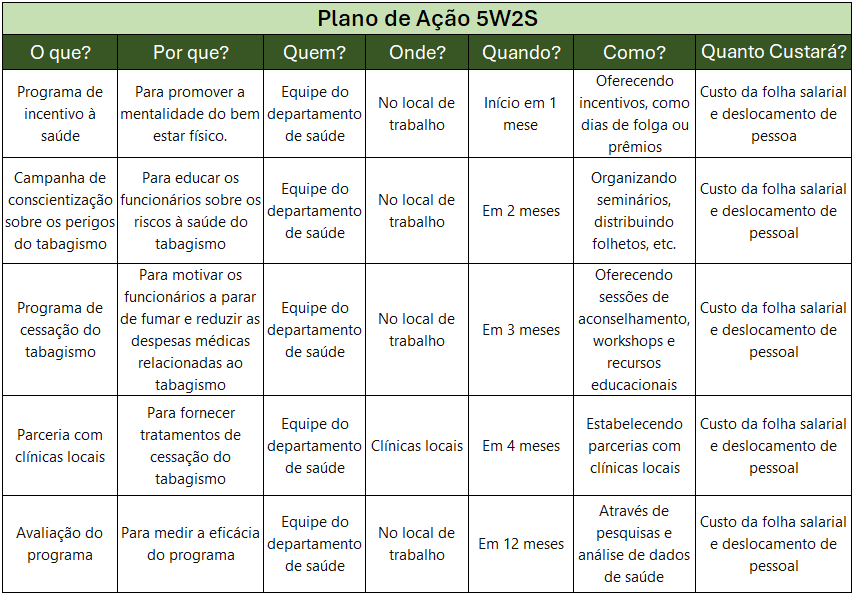 Plano de Ação 5W2S
O que?
Por que?
Quem?
Onde?
Quando?
Como?
Quanto Custará?
Programa de
incentivo à
saúde
Para promover a
mentalidade do bem
estar físico.
Equipe do
departamento
de saúde
No local de
trabalho
Início em 1
mese
Oferecendo
incentivos, como
dias de folga ou
prêmios
Custo da folha salarial
e deslocamento de
pessoa
Campanha de
conscientização
sobre os perigos
do tabagismo
Para educar os
funcionários sobre os
riscos à saúde do
tabagismo
Equipe do
departamento
de saúde
No local de
trabalho
Em 2 meses
Organizando
seminários,
distribuindo
folhetos, etc.
Custo da folha salarial
e deslocamento de
pessoal
Programa de
cessação do
tabagismo
Para motivar os
funcionários a parar
de fumar e reduzir as
despesas médicas
relacionadas ao
tabagismo
Equipe do
departamento
de saúde
No local de
trabalho
Em 3 meses
Oferecendo
sessões de
aconselhamento,
workshops e
recursos
educacionais
Custo da folha salarial
e deslocamento de
pessoal
Parceria com
clínicas locais
Para fornecer
tratamentos de
cessação do
tabagismo
Equipe do
departamento
de saúde
Clínicas locais
Em 4 meses
Estabelecendo
parcerias com
clínicas locais
Custo da folha salarial
e deslocamento de
pessoal
Avaliação do
programa
Para medir a eficácia
do programa
Equipe do
departamento
de saúde
No local de
trabalho
Em 12 meses
Através de
pesquisas e
análise de dados
de saúde
Custo da folha salarial
e deslocamento de
pessoal